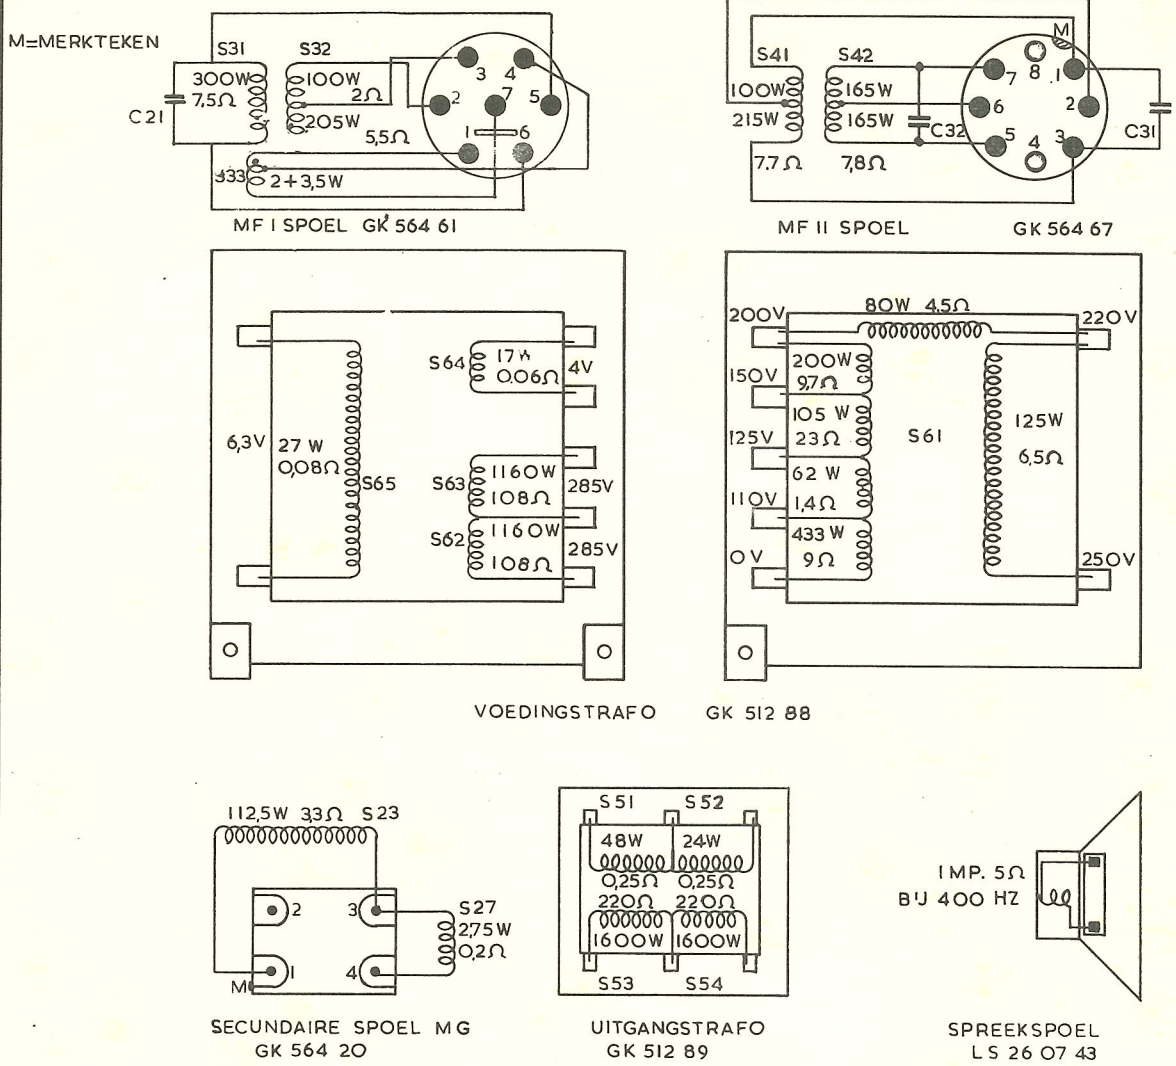 M=MERKTEKEN
S31
S32
300W
7,5Ω
C21
100W
2Ω
205W
5,5Ω
2+3,5W
3
4
2
7
5
1
6
MF I SPOEL GK 564 61
M
S41
S42
100W
215W
165W
165W
7.7Ω
7,8Ω
C32
C31
7
8
1
6
2
5
4
3
MF II SPOEL GK 564 67
6,3V
27 W
0,08Ω
S65
S64
17W
0.06Ω
4V
S63
1160W
108Ω
285V
S62
1160W
108Ω
285V
200V
80W 4.5Ω
220V
200W
9,7Ω
150V
105 W
23Ω
125V
62 W
1,4Ω
110V
433 W
9Ω
0V
S61
125W
6,5Ω
250V
VOEDINGSTRAFO GK 512 88
112,5W 3,3Ω S23
2
3
1
4
M
S27
2,75W
0,2Ω
SECUNDAIRE SPOEL MG
GK 564 20
S51 S52
48W 24W
0,25Ω 0,25Ω
220Ω 220Ω
1600W 1600W
S53 S54
UITGANGSTRAFO
GK 512 89
IMP. 5Ω
BIJ 400 HZ
SPREEKSPOEL
LS 26 07 43